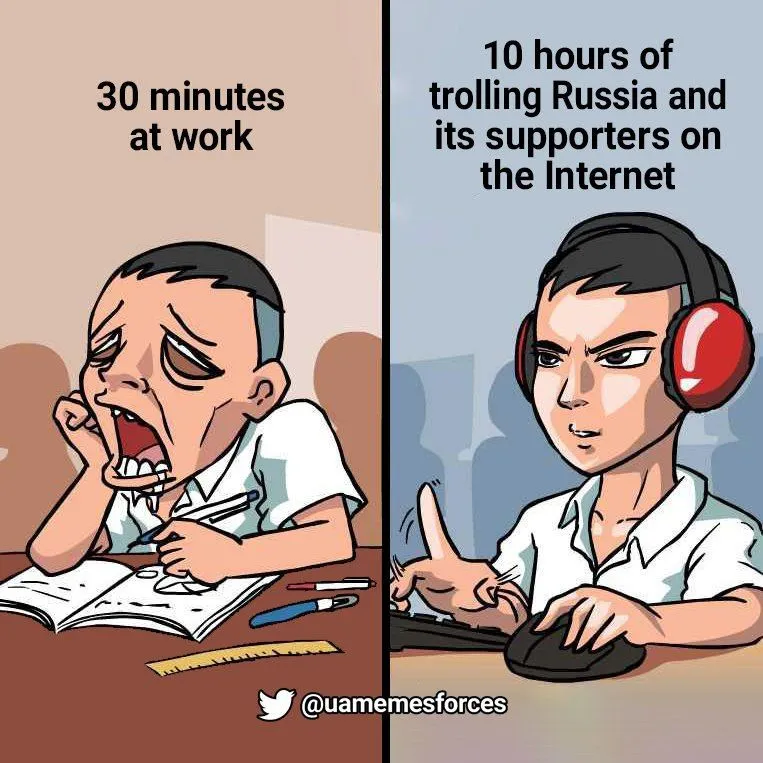 30 minutes
at work
10 hours of
trolling Russia and
its supporters on
the Internet
@uamemesforces